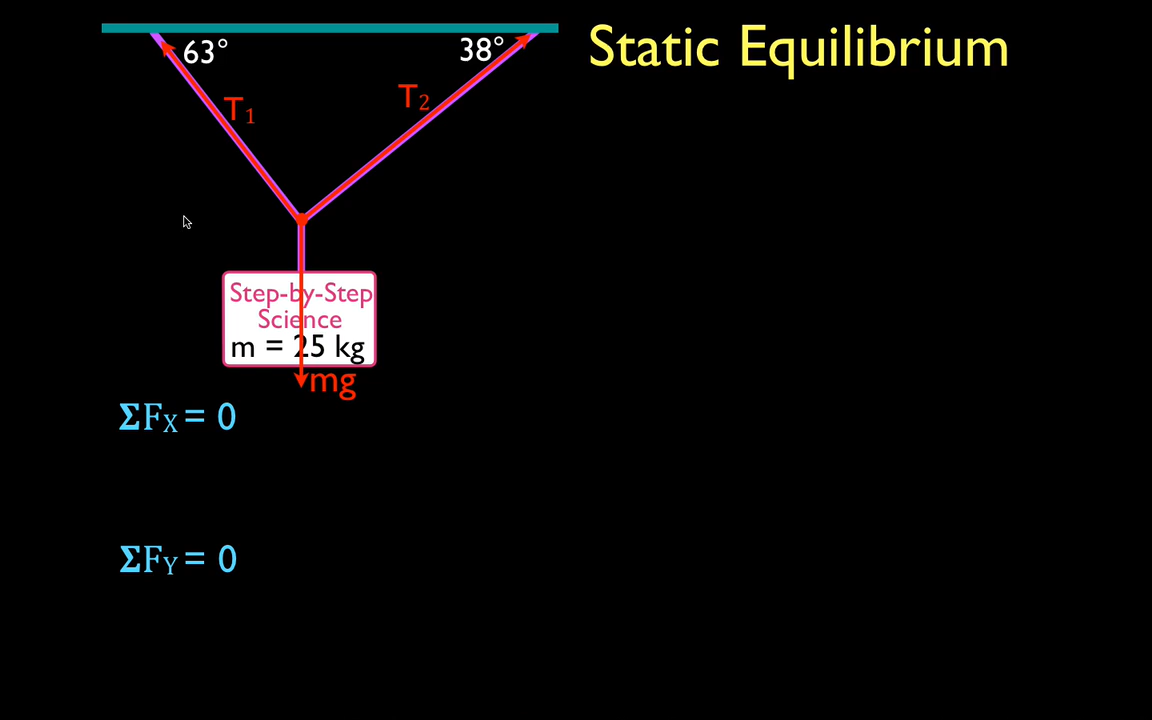 Static Equilibrium
63°
38°
T₁
T₂
Step-by-Step
Science
m = 25 kg
mg
ΣFX = 0
ΣFY = 0